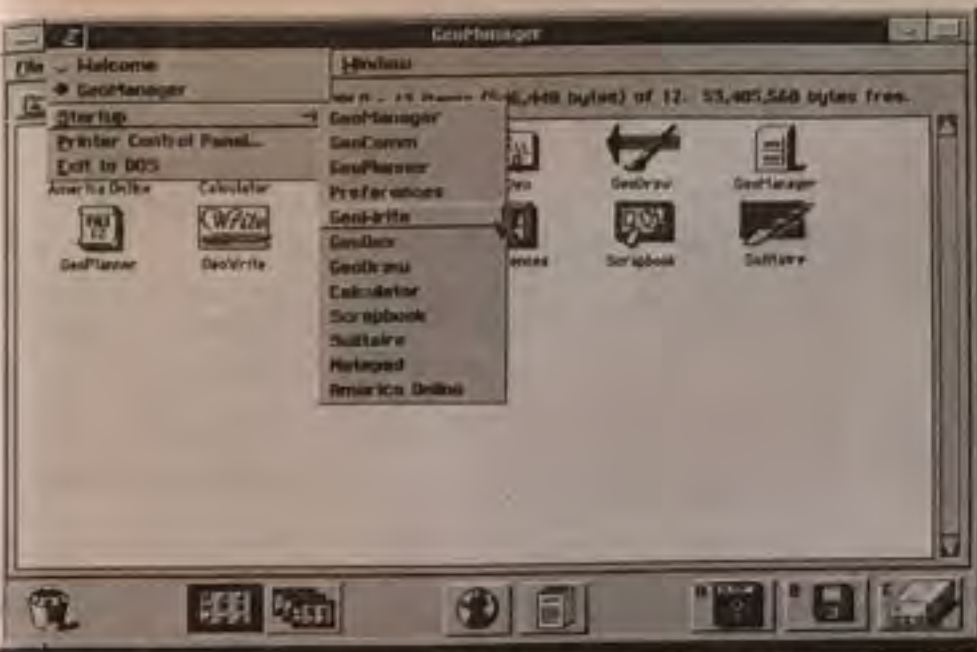 GeoManager
File
Window
Welcome
GeoManager
Startup
Printer Control Panel...
Exit to DOS
GeoManager
GeoComm
GeoPlanner
Preferences
GeoWrite
GeoDex
GeoDraw
Calculator
Scrapbook
Solitaire
Notepad
America Online
bytes) of 12. 53,405,568 bytes free.
America Online
Calculator
GeoDraw
GeoManager
GeoPlanner
GeoWrite
Scrapbook
Solitaire
A
B
C